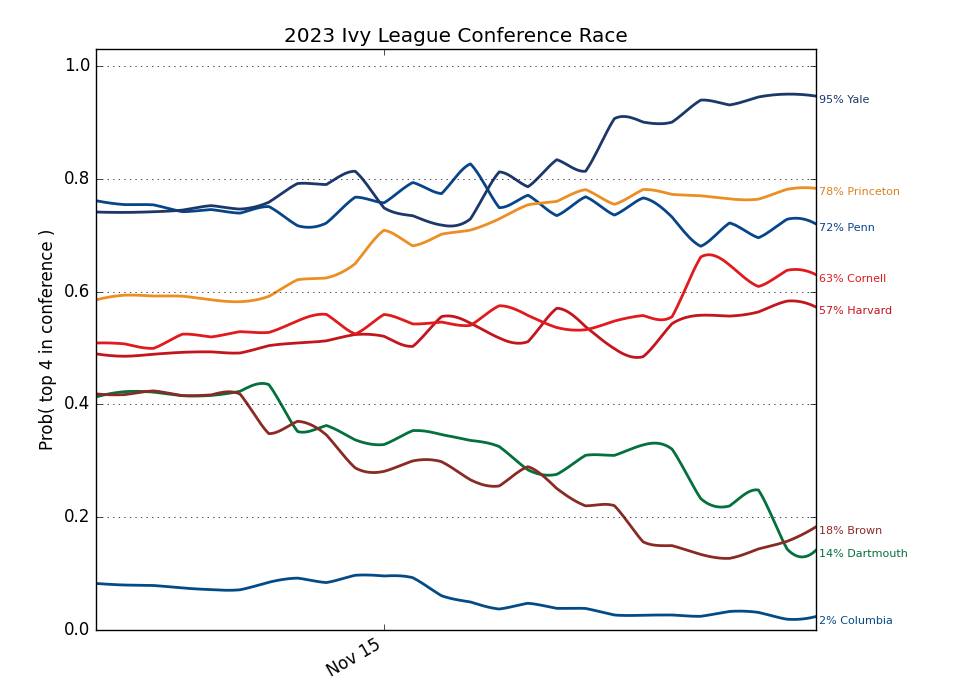 2023 Ivy League Conference Race
Prob( top 4 in conference )
1.0
0.8
0.6
0.4
0.2
0.0
Nov 15
95% Yale
78% Princeton
72% Penn
63% Cornell
57% Harvard
18% Brown
14% Dartmouth
2% Columbia